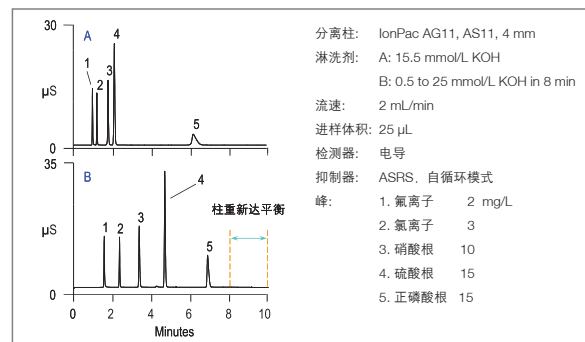 30
A
4
1
2
3
µS
5
0
35
B
4
柱重新达平衡
1
2
3
µS
5
0
0 2 4 6 8 10
Minutes
分离柱: IonPac AG11, AS11, 4 mm
淋洗剂: A: 15.5 mmol/L KOH
B: 0.5 to 25 mmol/L KOH in 8 min
流速: 2 mL/min
进样体积: 25 µL
检测器: 电导
抑制器: ASRS、自循环模式
峰: 1. 氟离子 2 mg/L
2. 氯离子 3
3. 硝酸根 10
4. 硫酸根 15
5. 正磷酸根 15